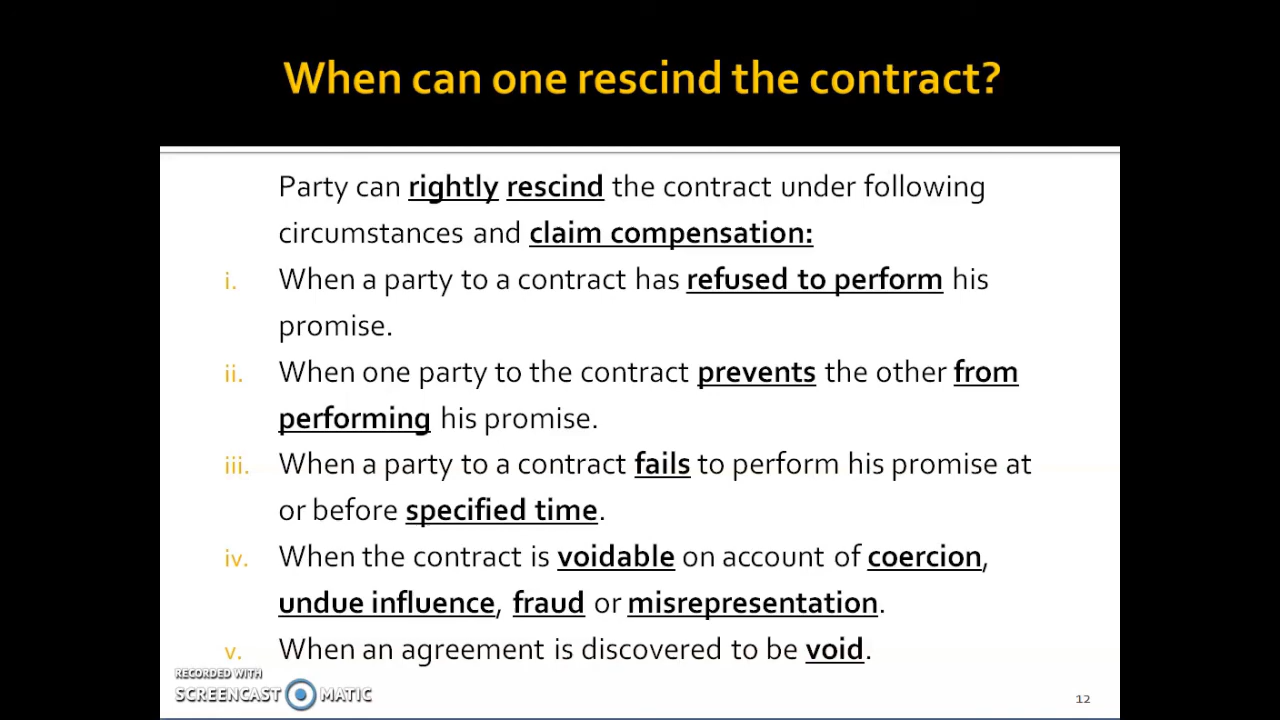 When can one rescind the contract?
Party can rightly rescind the contract under following
circumstances and claim compensation:
i. When a party to a contract has refused to perform his
promise.
ii. When one party to the contract prevents the other from
performing his promise.
iii. When a party to a contract fails to perform his promise at
or before specified time.
iv. When the contract is voidable on account of coercion,
undue influence, fraud or misrepresentation.
v. When an agreement is discovered to be void.
RECORDED WITH
SCREENCAST MATIC
12